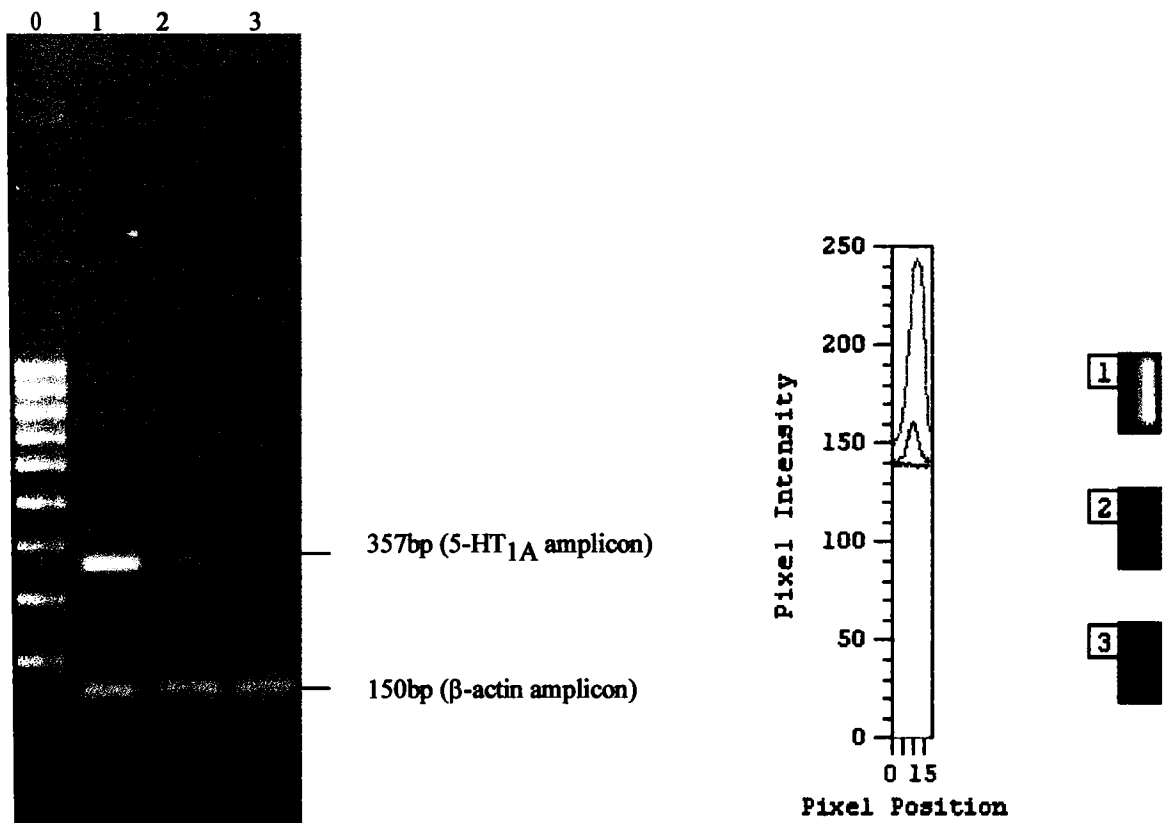 0 1 2 3
357bp (5-HT1A amplicon)
150bp (β-actin amplicon)
250
200
150
100
50
0
0 15
Pixel Intensity
Pixel Position
1
2
3